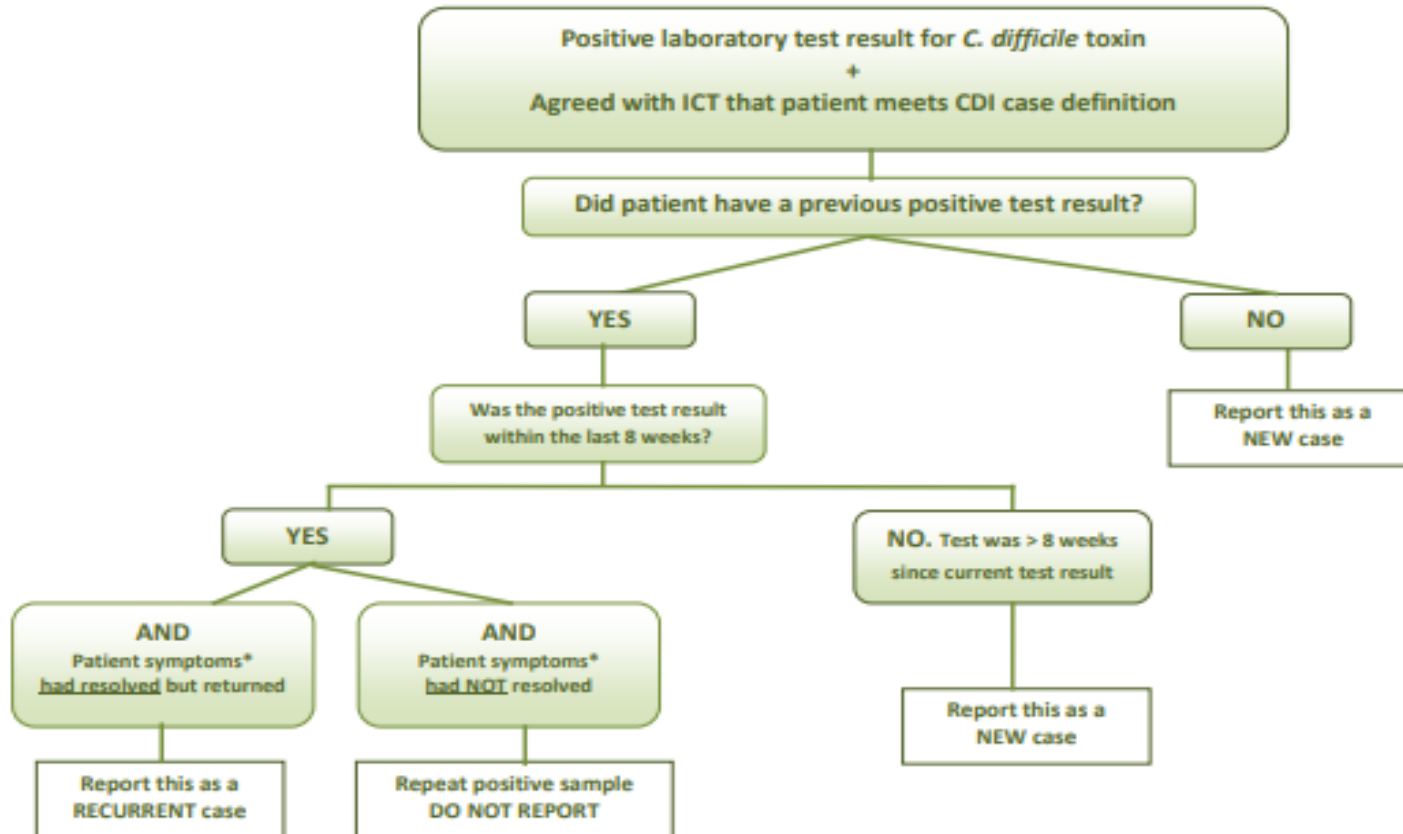 Positive laboratory test result for C. difficile toxin
+
Agreed with ICT that patient meets CDI case definition
Did patient have a previous positive test result?
YES
NO
Was the positive test result
within the last 8 weeks?
Report this as a
NEW case
YES
NO. Test was > 8 weeks
since current test result
AND
Patient symptoms*
had resolved but returned
AND
Patient symptoms*
had NOT resolved
Report this as a
NEW case
Report this as a
RECURRENT case
Repeat positive sample
DO NOT REPORT